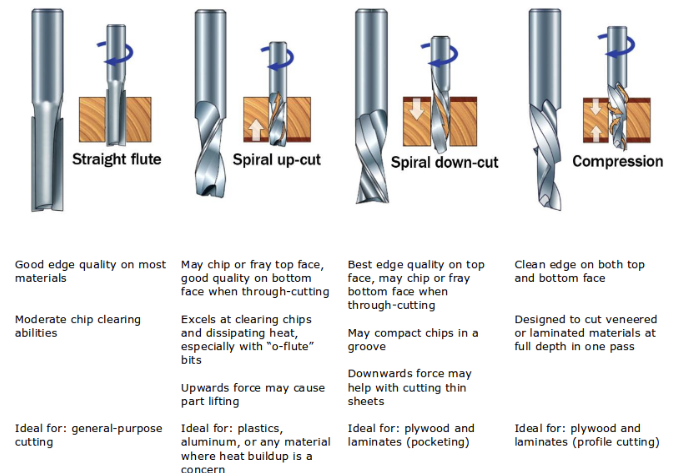 Straight flute
Spiral up-cut
Spiral down-cut
Compression
Good edge quality on most
materials
Moderate chip clearing
abilities
Ideal for: general-purpose
cutting
May chip or fray top face,
good quality on bottom
face when through-cutting
Excels at clearing chips
and dissipating heat,
especially with “o-flute”
bits
Upwards force may cause
part lifting
Ideal for: plastics,
aluminum, or any material
where heat buildup is a
concern
Best edge quality on top
face, may chip or fray
bottom face when
through-cutting
May compact chips in a
groove
Downwards force may
help with cutting thin
sheets
Ideal for: plywood and
laminates (pocketing)
Clean edge on both top
and bottom face
Designed to cut veneered
or laminated materials at
full depth in one pass
Ideal for: plywood and
laminates (profile cutting)